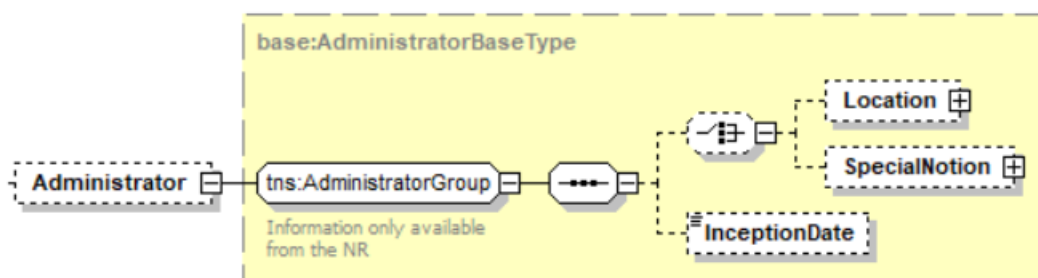 base:AdministratorBaseType
Location
SpecialNotion
Administrator
tns:AdministratorGroup
Information only available
from the NR
InceptionDate